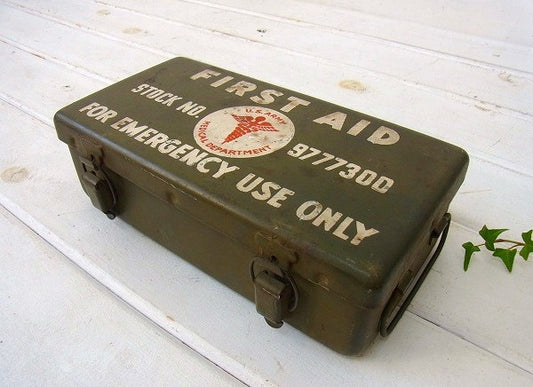 FIRST AID
STOCK NO. 9777300
U.S. ARMY
MEDICAL DEPARTMENT
FOR EMERGENCY USE ONLY